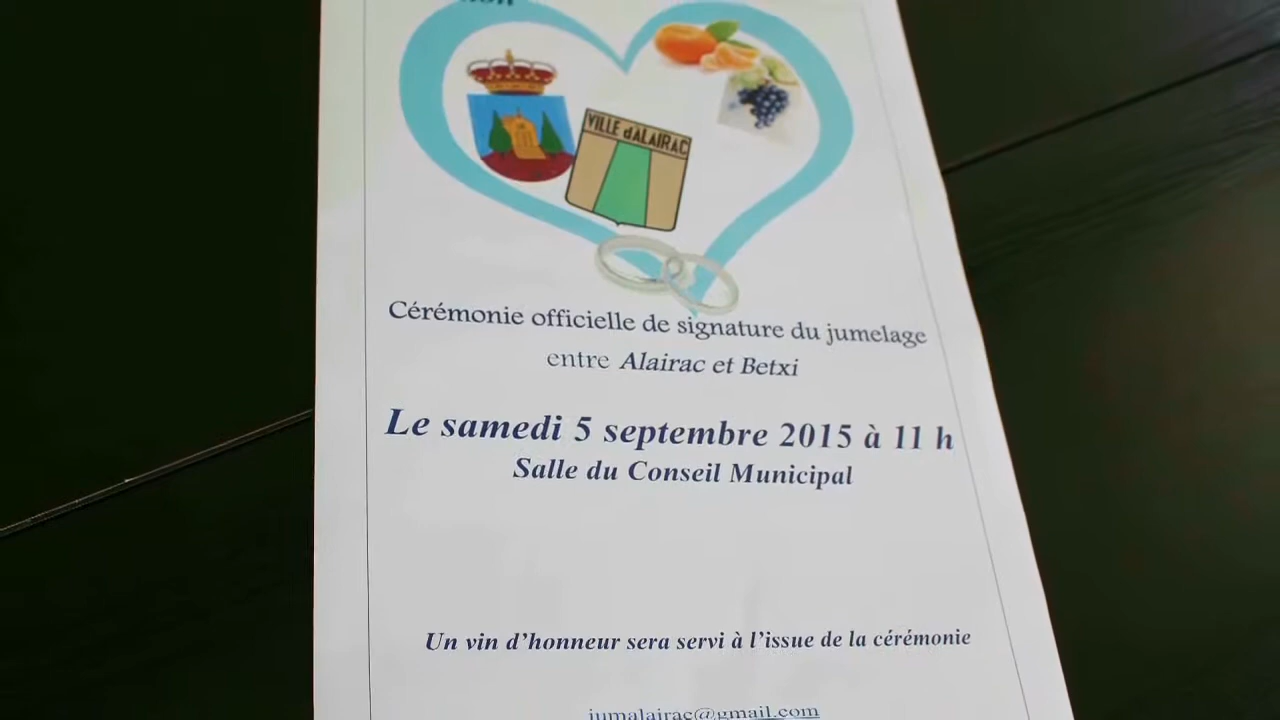 VILLE dALAIRAC
Cérémonie officielle de signature du jumelage
entre Alairac et Betxi
Le samedi 5 septembre 2015 à 11 h
Salle du Conseil Municipal
Un vin d'honneur sera servi à l'issue de la cérémonie
jumalairac@gmail.com